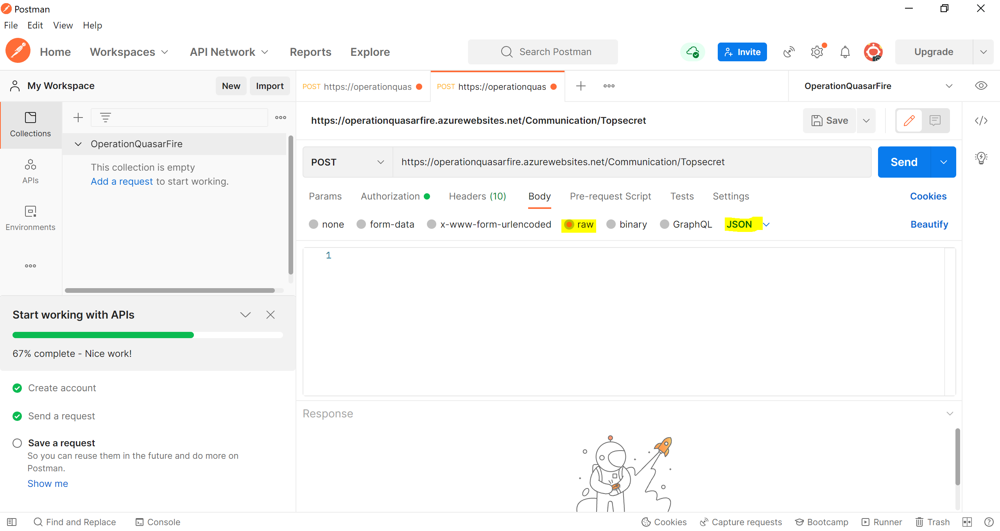 Postman
File Edit View Help
Home Workspaces API Network Reports Explore Search Postman Invite Upgrade
My Workspace New Import POST https://operationquas POST https://operationquas OperationQuasarFire
Collections
OperationQuasarFire
This collection is empty
Add a request to start working.
APIs
Environments
https://operationquasarfire.azurewebsites.net/Communication/Topsecret Save
POST https://operationquasarfire.azurewebsites.net/Communication/Topsecret Send
Params Authorization Headers (10) Body Pre-request Script Tests Settings Cookies
none form-data x-www-form-urlencoded raw binary GraphQL JSON Beautify
1
Start working with APIs
67% complete - Nice work!
Create account
Send a request
Save a request
So you can reuse them in the future and do more on
Postman.
Show me
Response
Find and Replace Console Cookies Capture requests Bootcamp Runner Trash